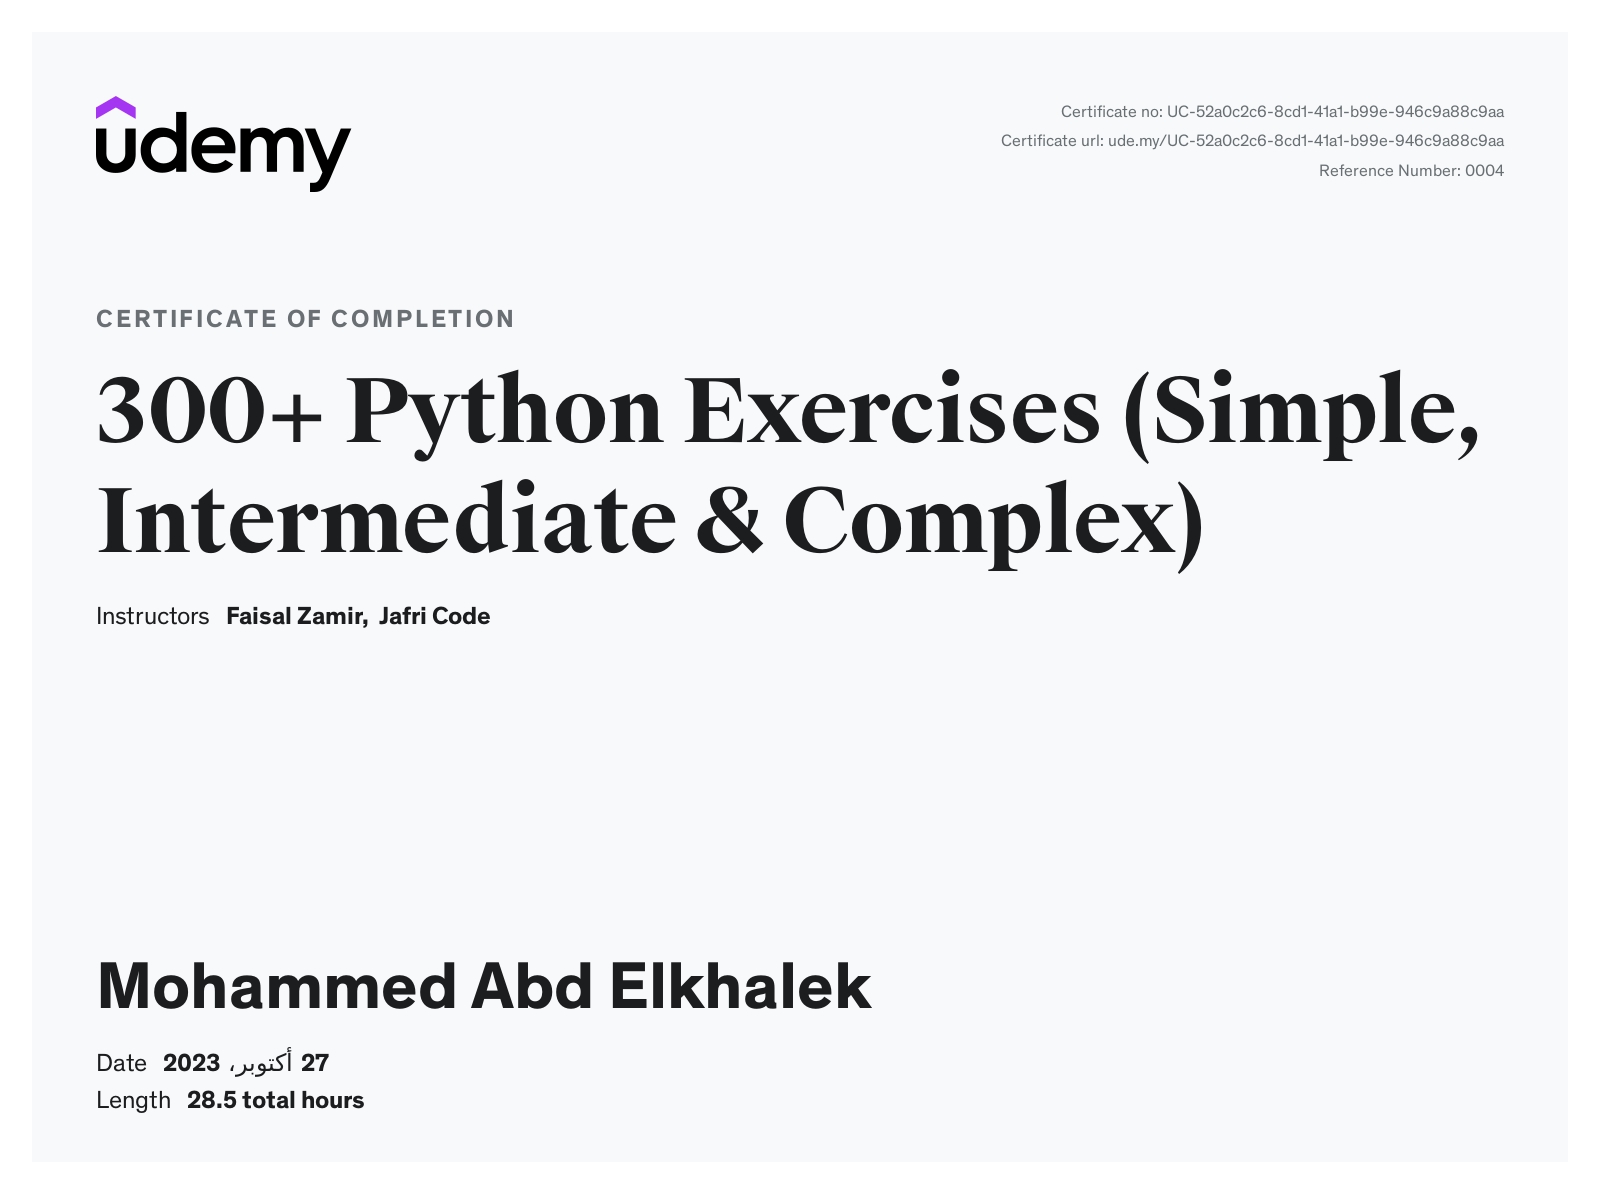 udemy
Certificate no: UC-52a0c2c6-8cd1-41a1-b99e-946c9a88c9aa
Certificate url: ude.my/UC-52a0c2c6-8cd1-41a1-b99e-946c9a88c9aa
Reference Number: 0004
CERTIFICATE OF COMPLETION
300+ Python Exercises (Simple,
Intermediate & Complex)
Instructors Faisal Zamir, Jafri Code
Mohammed Abd Elkhalek
Date 27 أكتوبر، 2023
Length 28.5 total hours